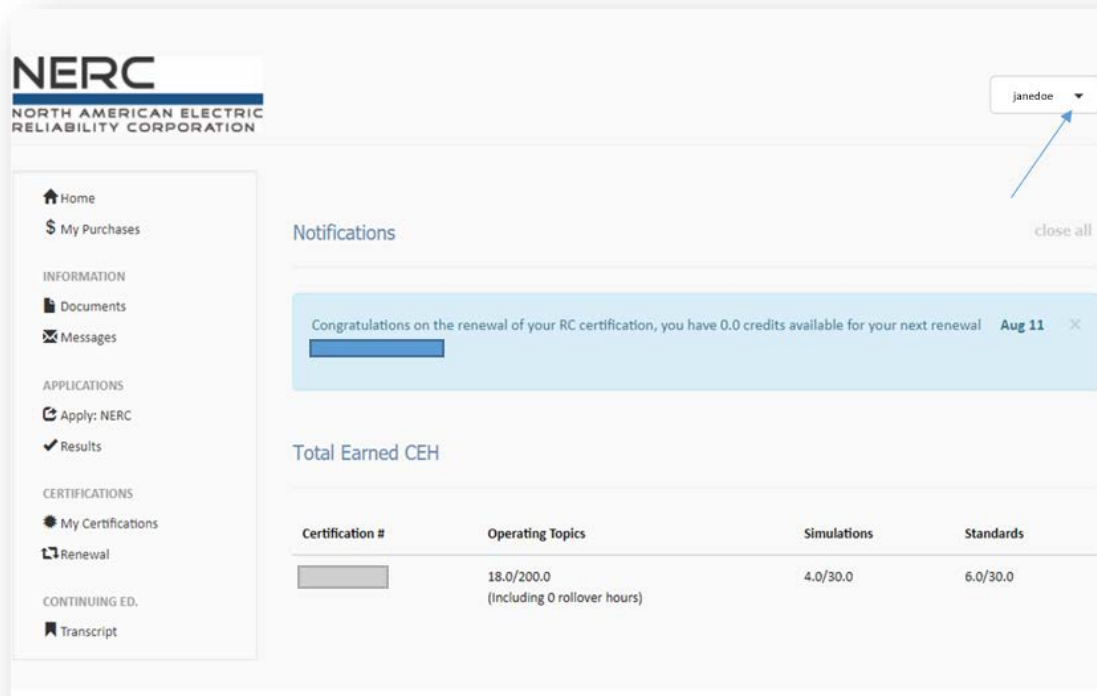 NERC
NORTH AMERICAN ELECTRIC
RELIABILITY CORPORATION
janedoe
Home
$ My Purchases
INFORMATION
Documents
Messages
APPLICATIONS
Apply: NERC
Results
CERTIFICATIONS
My Certifications
Renewal
CONTINUING ED.
Transcript
Notifications
close all
Congratulations on the renewal of your RC certification, you have 0.0 credits available for your next renewal Aug 11 ×
Total Earned CEH
Certification # Operating Topics Simulations Standards
18.0/200.0 4.0/30.0 6.0/30.0
(Including 0 rollover hours)